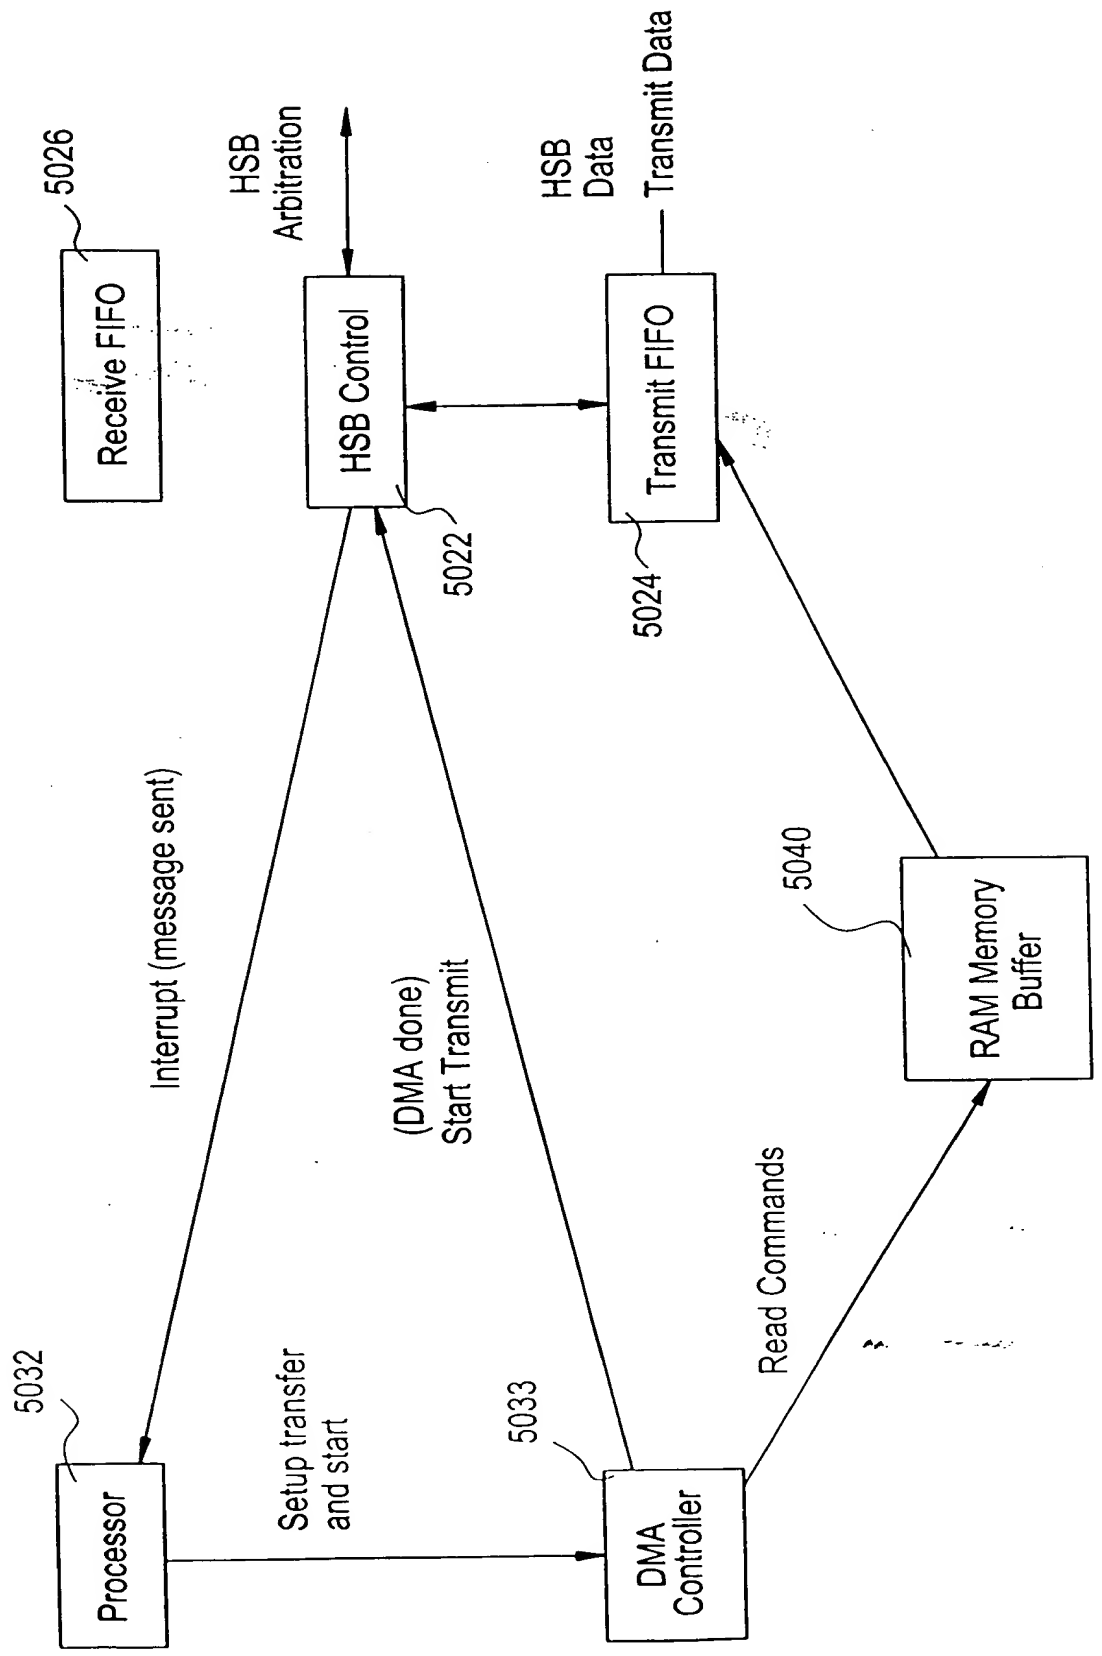 5032
Processor
Interrupt (message sent)
Receive FIFO
5026
Setup transfer
and start
(DMA done)
Start Transmit
HSB Control
5022
HSB
Arbitration
5033
DMA
Controller
Read Commands
5040
RAM Memory
Buffer
5024
Transmit FIFO
HSB
Data
Transmit Data